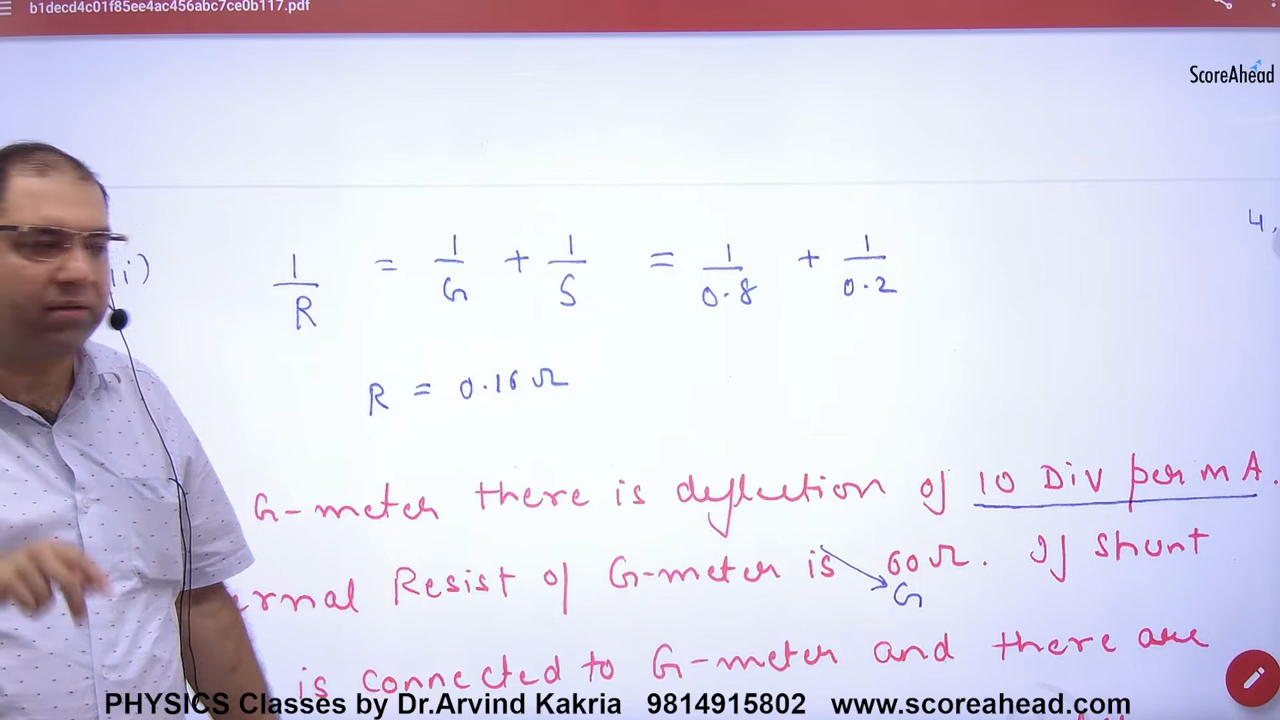 b1decd4c01f85ee4ac456abc7ce0b117.pdf
ScoreAhead
4,
ii) 1/R = 1/G + 1/S = 1/0.8 + 1/0.2
R = 0.16 Ω
G-meter there is deflection of 10 Div per mA.
Resist of G-meter is 60Ω. If shunt
G
is connected to G-meter and there are
PHYSICS Classes by Dr.Arvind Kakria 9814915802 www.scoreahead.com